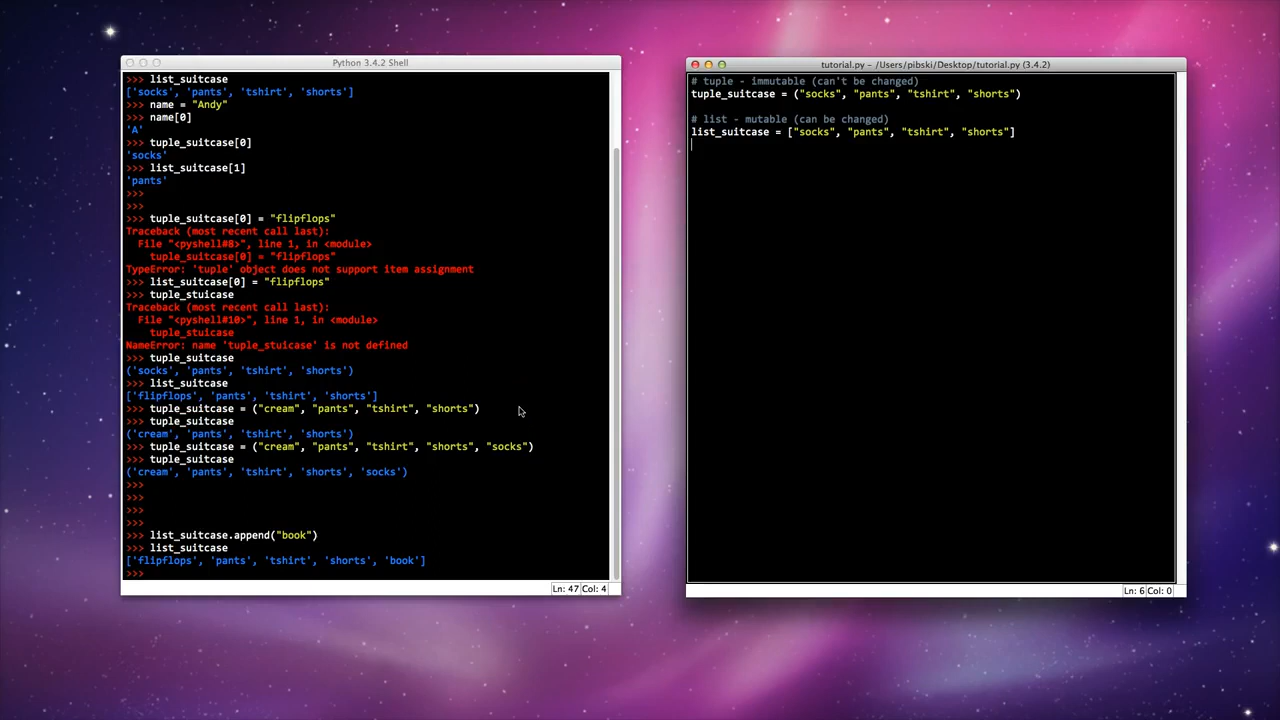 Python 3.4.2 Shell
>>> list_suitcase
['socks', 'pants', 'tshirt', 'shorts']
>>> name = "Andy"
>>> name[0]
'A'
>>> tuple_suitcase[0]
'socks'
>>> list_suitcase[1]
'pants'
>>>
>>>
>>> tuple_suitcase[0] = "flipflops"
Traceback (most recent call last):
  File "<pyshell#8>", line 1, in <module>
    tuple_suitcase[0] = "flipflops"
TypeError: 'tuple' object does not support item assignment
>>> list_suitcase[0] = "flipflops"
>>> tuple_stuicase
Traceback (most recent call last):
  File "<pyshell#10>", line 1, in <module>
    tuple_stuicase
NameError: name 'tuple_stuicase' is not defined
>>> tuple_suitcase
('socks', 'pants', 'tshirt', 'shorts')
>>> list_suitcase
['flipflops', 'pants', 'tshirt', 'shorts']
>>> tuple_suitcase = ("cream", "pants", "tshirt", "shorts")
>>> tuple_suitcase
('cream', 'pants', 'tshirt', 'shorts')
>>> tuple_suitcase = ("cream", "pants", "tshirt", "shorts", "socks")
>>> tuple_suitcase
('cream', 'pants', 'tshirt', 'shorts', 'socks')
>>>
>>>
>>>
>>>
>>> list_suitcase.append("book")
>>> list_suitcase
['flipflops', 'pants', 'tshirt', 'shorts', 'book']
>>>
Ln: 47 Col: 4
tutorial.py - /Users/pibski/Desktop/tutorial.py (3.4.2)
# tuple - immutable (can't be changed)
tuple_suitcase = ("socks", "pants", "tshirt", "shorts")
# list - mutable (can be changed)
list_suitcase = ["socks", "pants", "tshirt", "shorts"]
Ln: 6 Col: 0